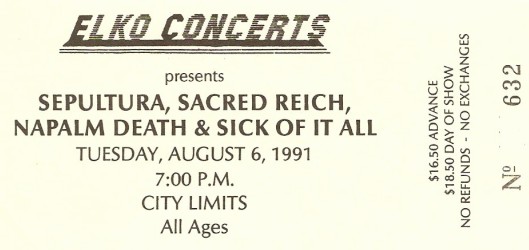 ELKO CONCERTS
presents
SEPULTURA, SACRED REICH,
NAPALM DEATH & SICK OF IT ALL
TUESDAY, AUGUST 6, 1991
7:00 P.M.
CITY LIMITS
All Ages
$16.50 ADVANCE
$18.50 DAY OF SHOW
NO REFUNDS - NO EXCHANGES
Nº 632